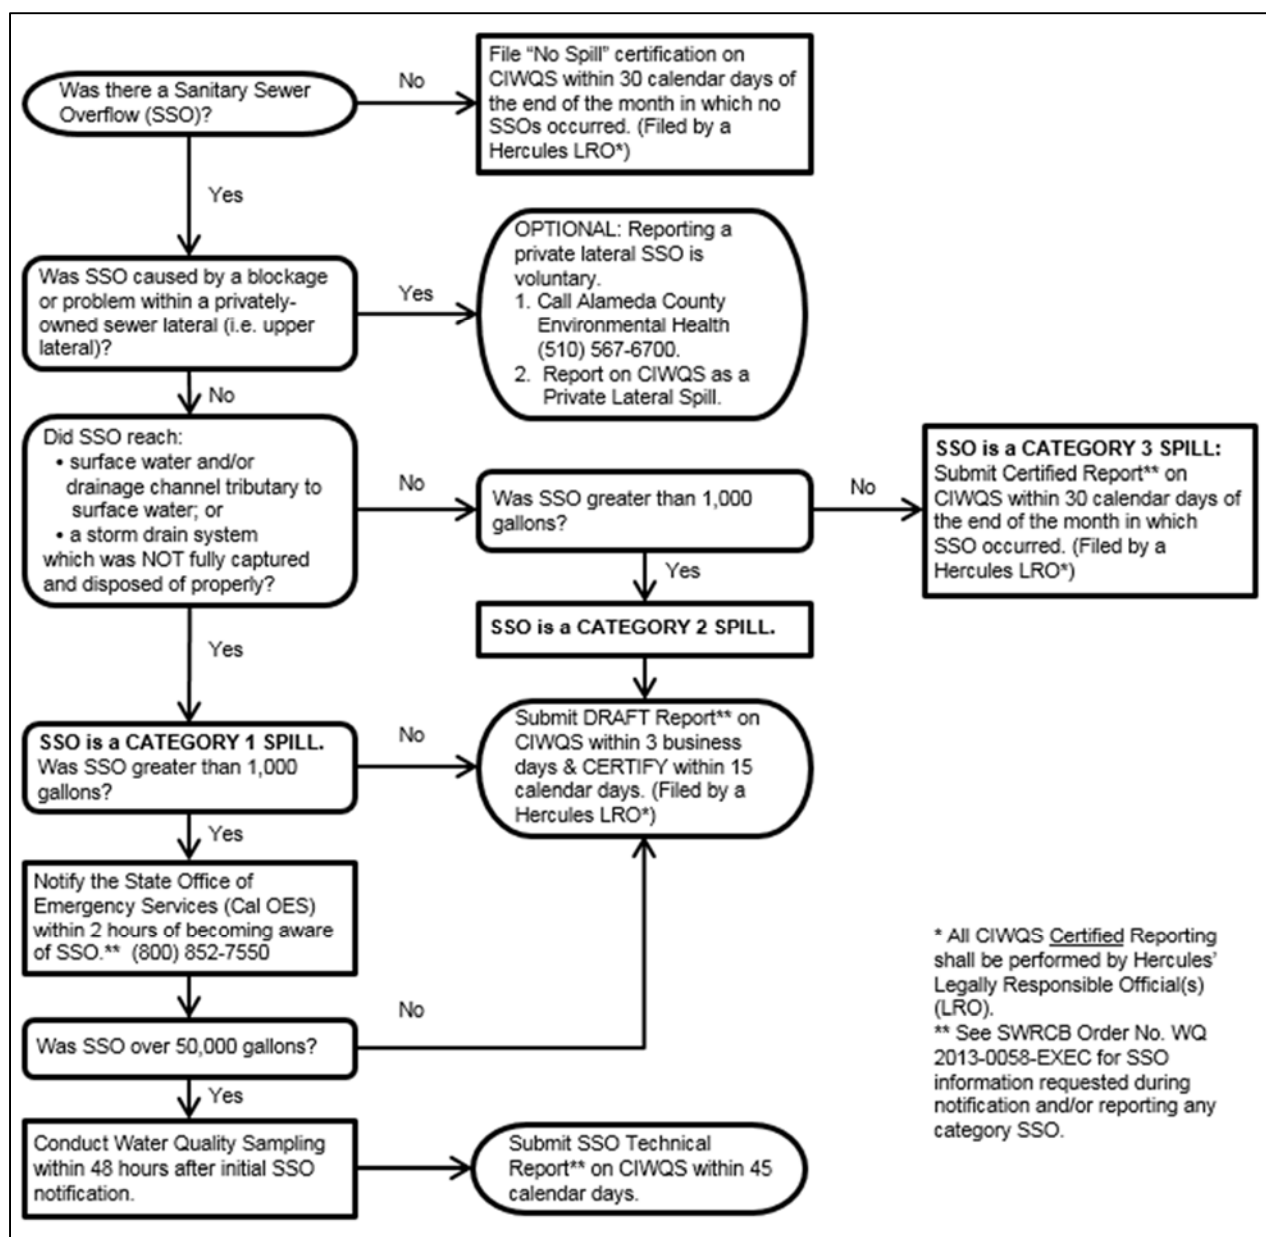 Was there a Sanitary Sewer
Overflow (SSO)?
No
File “No Spill” certification on
CIWQS within 30 calendar days of
the end of the month in which no
SSOs occurred. (Filed by a
Hercules LRO*)
Yes
Was SSO caused by a blockage
or problem within a privately-
owned sewer lateral (i.e. upper
lateral)?
Yes
OPTIONAL: Reporting a
private lateral SSO is
voluntary.
1. Call Alameda County
Environmental Health
(510) 567-6700.
2. Report on CIWQS as a
Private Lateral Spill.
No
Did SSO reach:
• surface water and/or
drainage channel tributary to
surface water; or
• a storm drain system
which was NOT fully captured
and disposed of properly?
No
Was SSO greater than 1,000
gallons?
No
SSO is a CATEGORY 3 SPILL:
Submit Certified Report** on
CIWQS within 30 calendar days of
the end of the month in which
SSO occurred. (Filed by a
Hercules LRO*)
Yes
SSO is a CATEGORY 2 SPILL.
Yes
SSO is a CATEGORY 1 SPILL.
Was SSO greater than 1,000
gallons?
No
Submit DRAFT Report** on
CIWQS within 3 business
days & CERTIFY within 15
calendar days. (Filed by a
Hercules LRO*)
Yes
Notify the State Office of
Emergency Services (Cal OES)
within 2 hours of becoming aware
of SSO.** (800) 852-7550
Was SSO over 50,000 gallons?
No
Yes
Conduct Water Quality Sampling
within 48 hours after initial SSO
notification.
Submit SSO Technical
Report** on CIWQS within 45
calendar days.
* All CIWQS Certified Reporting
shall be performed by Hercules’
Legally Responsible Official(s)
(LRO).
** See SWRCB Order No. WQ
2013-0058-EXEC for SSO
information requested during
notification and/or reporting any
category SSO.